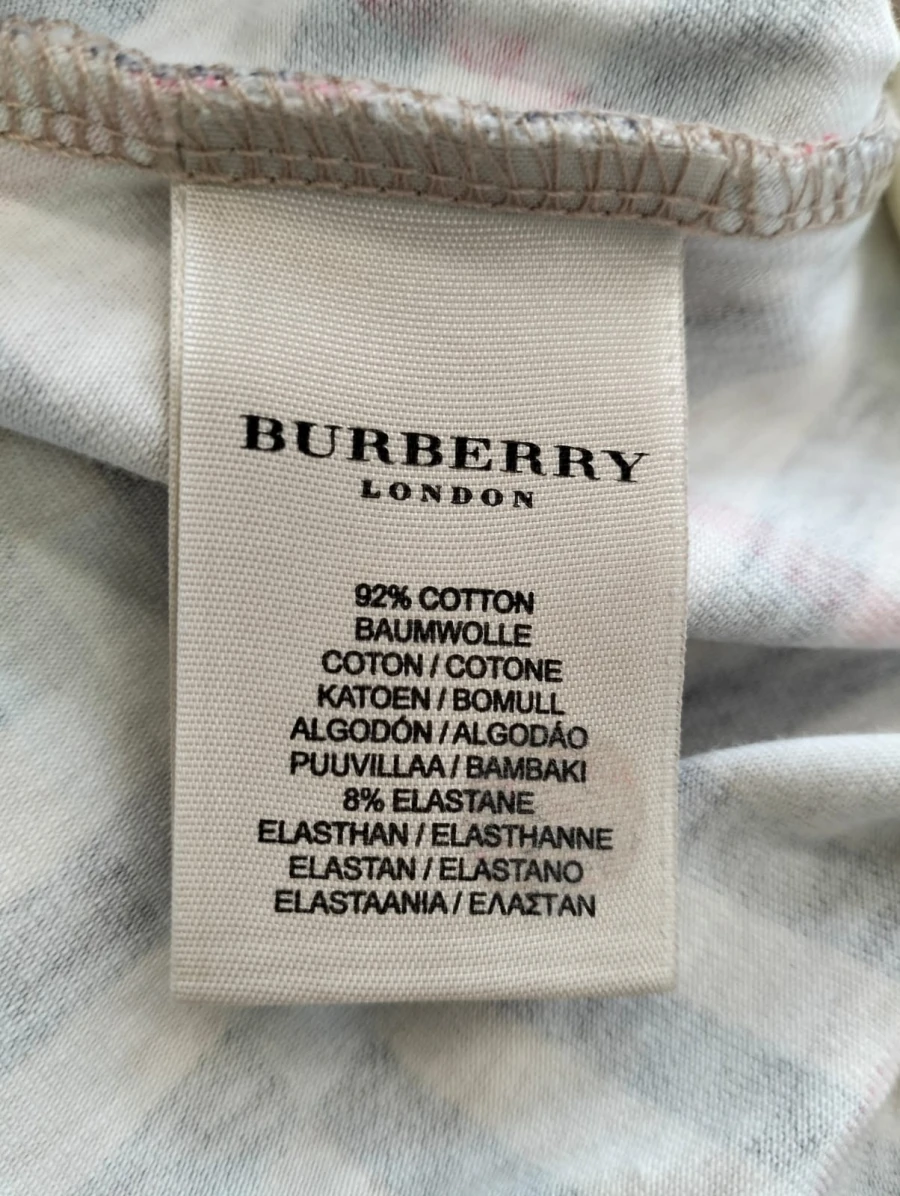 BURBERRY
LONDON
92% COTTON
BAUMWOLLE
COTON / COTONE
KATOEN / BOMULL
ALGODÓN / ALGODÁO
PUUVILLAA / BAMBAKI
8% ELASTANE
ELASTHAN / ELASTHANNE
ELASTAN / ELASTANO
ELASTAANIA / ΕΛΑΣΤΑΝ